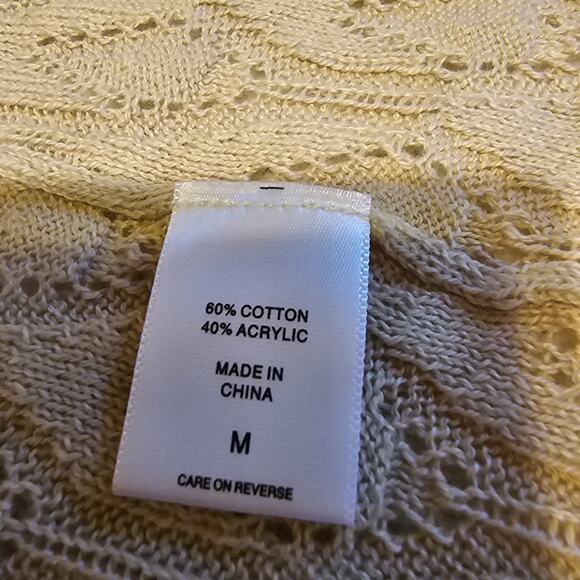 60% COTTON
40% ACRYLIC
MADE IN
CHINA
M
CARE ON REVERSE